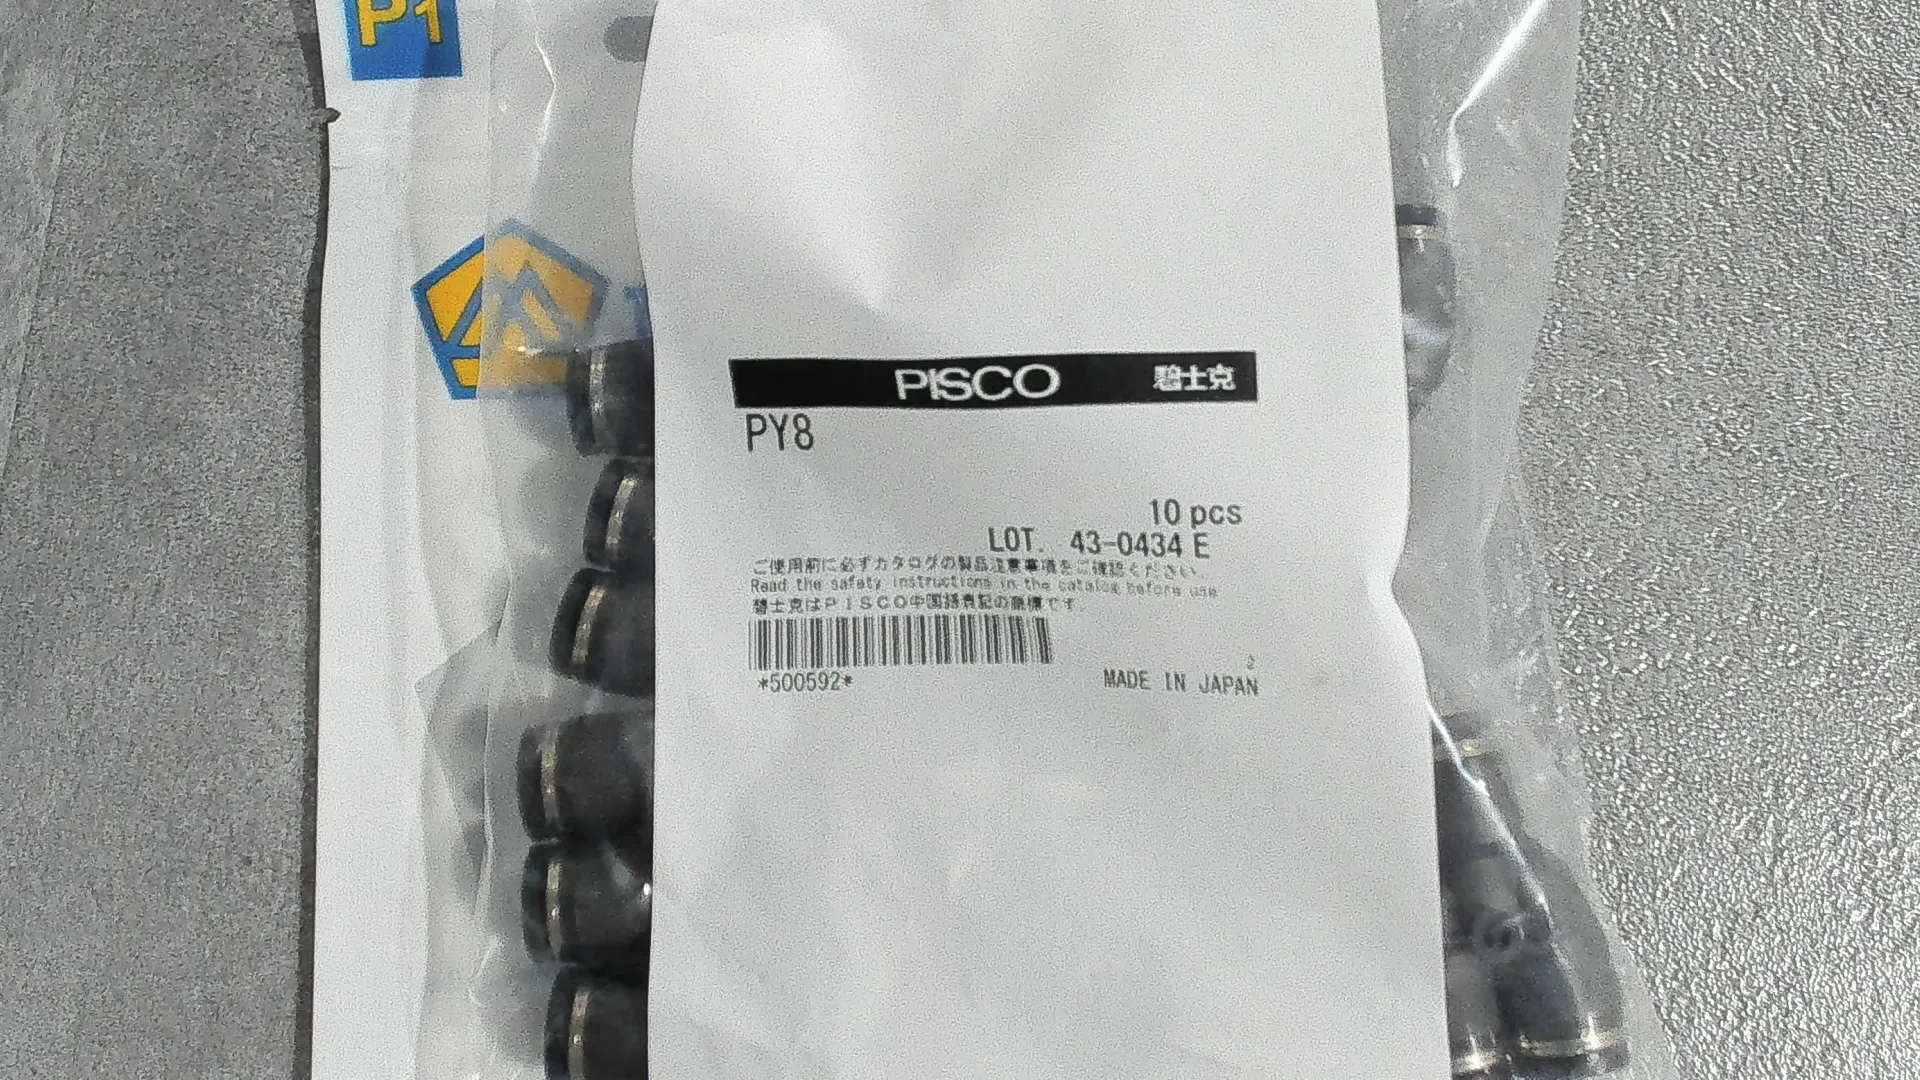 P1
PISCO 碧士克
PY8
10 pcs
LOT. 43-0434 E
ご使用前に必ずカタログの製品注意事項をご確認ください。
Read the safety instructions in the catalog before use
碧士克はPISCO中国語表記の商標です。
2
*500592* MADE IN JAPAN